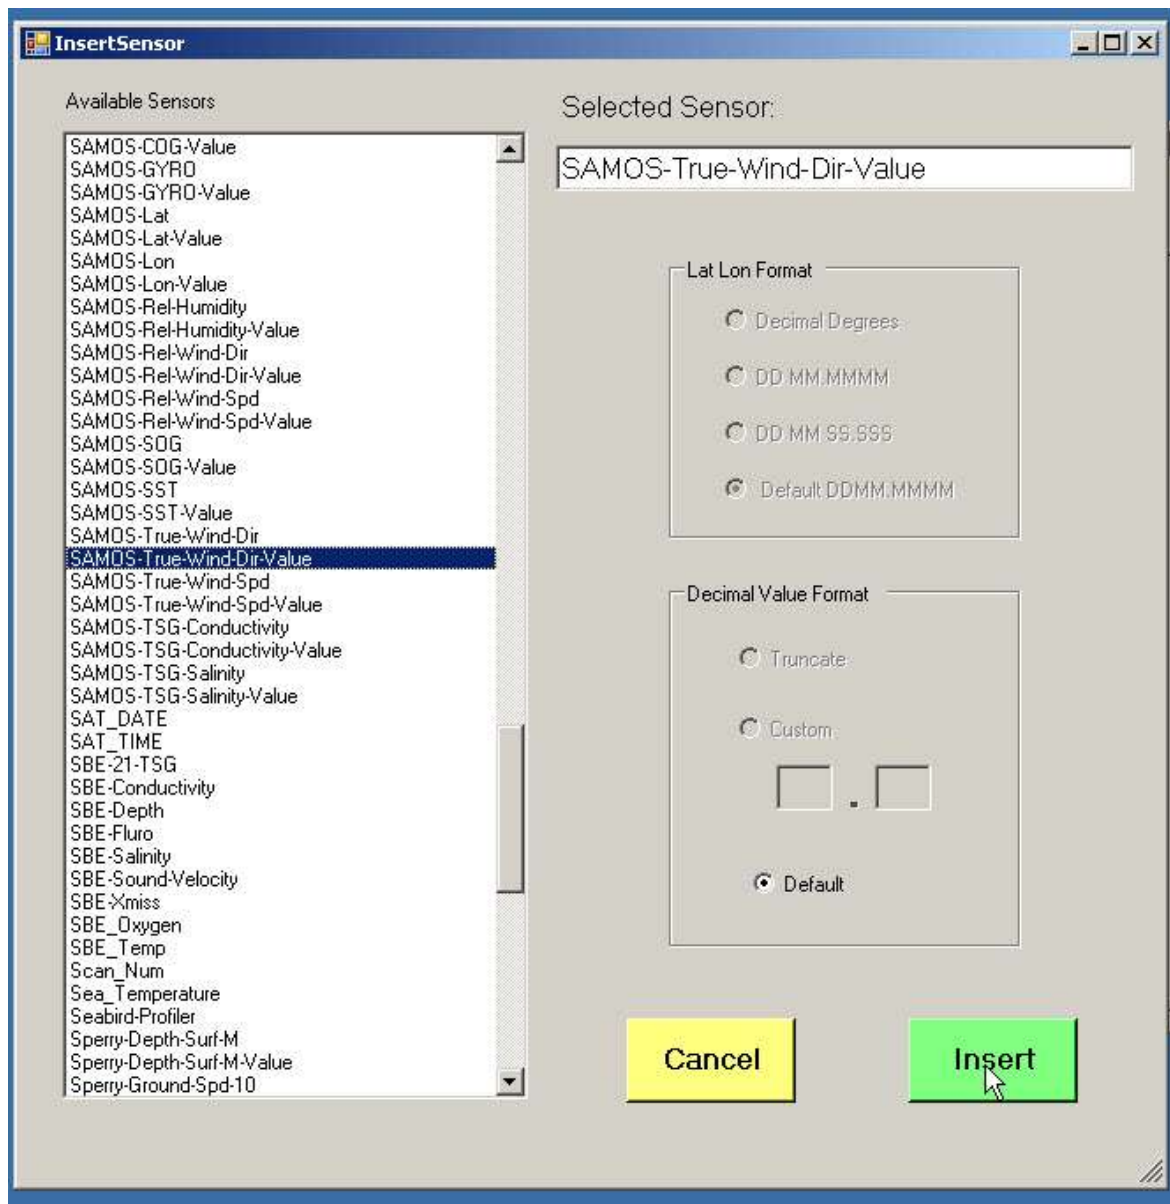 InsertSensor
Available Sensors
SAMOS-COG-Value
SAMOS-GYRO
SAMOS-GYRO-Value
SAMOS-Lat
SAMOS-Lat-Value
SAMOS-Lon
SAMOS-Lon-Value
SAMOS-Rel-Humidity
SAMOS-Rel-Humidity-Value
SAMOS-Rel-Wind-Dir
SAMOS-Rel-Wind-Dir-Value
SAMOS-Rel-Wind-Spd
SAMOS-Rel-Wind-Spd-Value
SAMOS-SOG
SAMOS-SOG-Value
SAMOS-SST
SAMOS-SST-Value
SAMOS-True-Wind-Dir
SAMOS-True-Wind-Dir-Value
SAMOS-True-Wind-Spd
SAMOS-True-Wind-Spd-Value
SAMOS-TSG-Conductivity
SAMOS-TSG-Conductivity-Value
SAMOS-TSG-Salinity
SAMOS-TSG-Salinity-Value
SAT_DATE
SAT_TIME
SBE-21-TSG
SBE-Conductivity
SBE-Depth
SBE-Fluro
SBE-Salinity
SBE-Sound-Velocity
SBE-Xmiss
SBE_Oxygen
SBE_Temp
Scan_Num
Sea_Temperature
Seabird-Profiler
Sperry-Depth-Surf-M
Sperry-Depth-Surf-M-Value
Sperry-Ground-Spd-10
Selected Sensor:
SAMOS-True-Wind-Dir-Value
Lat Lon Format
Decimal Degrees
DD MM.MMMM
DD MM SS.SSS
Default DDMM.MMMM
Decimal Value Format
Truncate
Custom
.
Default
Cancel
Insert